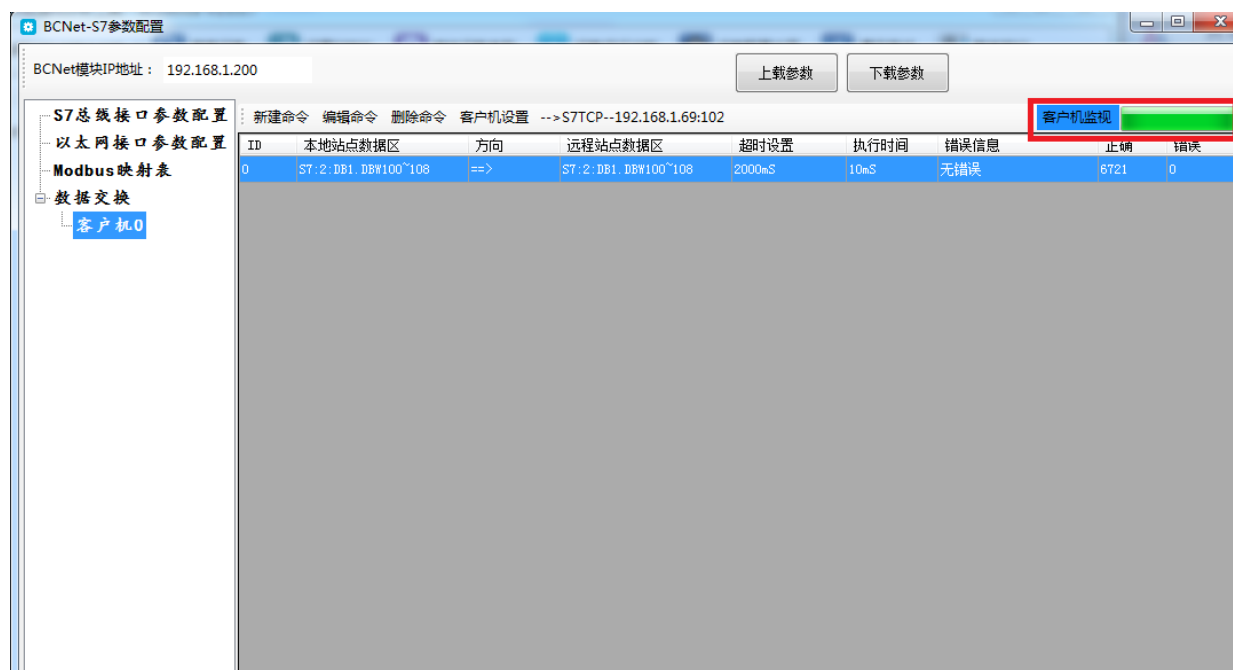 BCNet-S7参数配置
BCNet模块IP地址： 192.168.1.200 上载参数 下载参数
S7总线接口参数配置
以太网接口参数配置
Modbus映射表
数据交换
客户机0
新建命令 编辑命令 删除命令 客户机设置 -->S7TCP--192.168.1.69:102 客户机监视
ID 本地站点数据区 方向 远程站点数据区 超时设置 执行时间 错误信息 正确 错误
0 S7:2:DB1.DBW100~108 ==> S7:2:DB1.DBW100~108 2000mS 10mS 无错误 6721 0